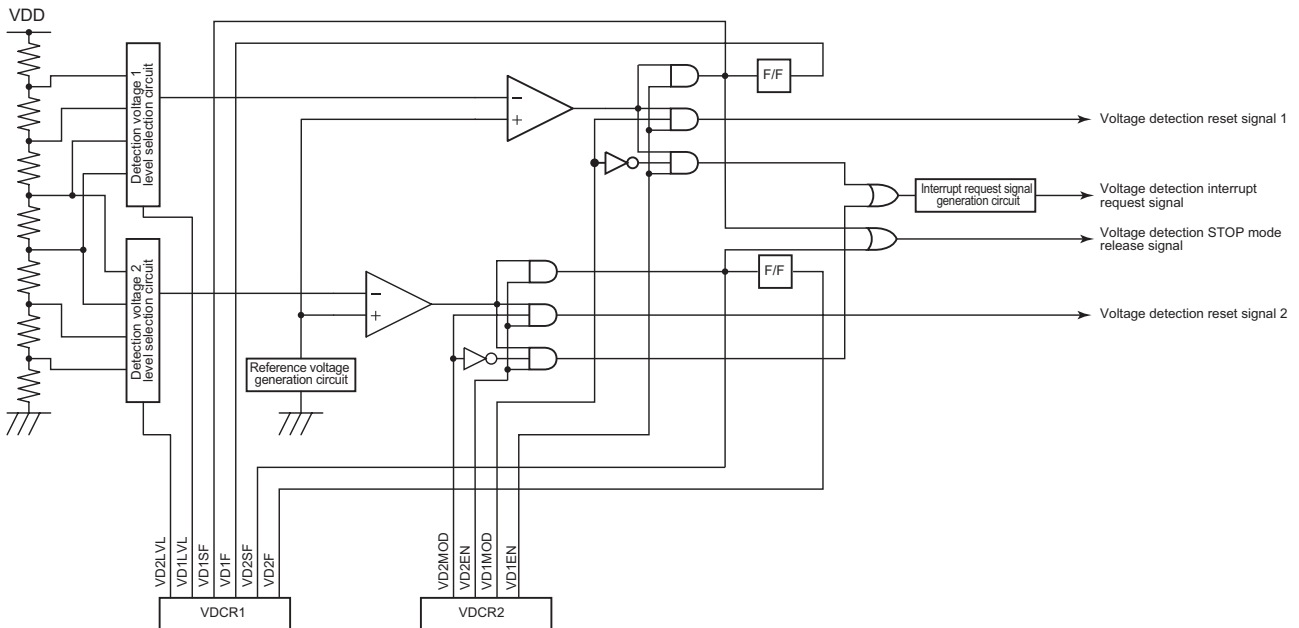 VDD
Detection voltage 1
level selection circuit
−
+
F/F
Voltage detection reset signal 1
Interrupt request signal
generation circuit
Voltage detection interrupt
request signal
Voltage detection STOP mode
release signal
Detection voltage 2
level selection circuit
−
+
F/F
Voltage detection reset signal 2
Reference voltage
generation circuit
VD2LVL
VD1LVL
VD1SF
VD1F
VD2SF
VD2F
VD2MOD
VD2EN
VD1MOD
VD1EN
VDCR1
VDCR2